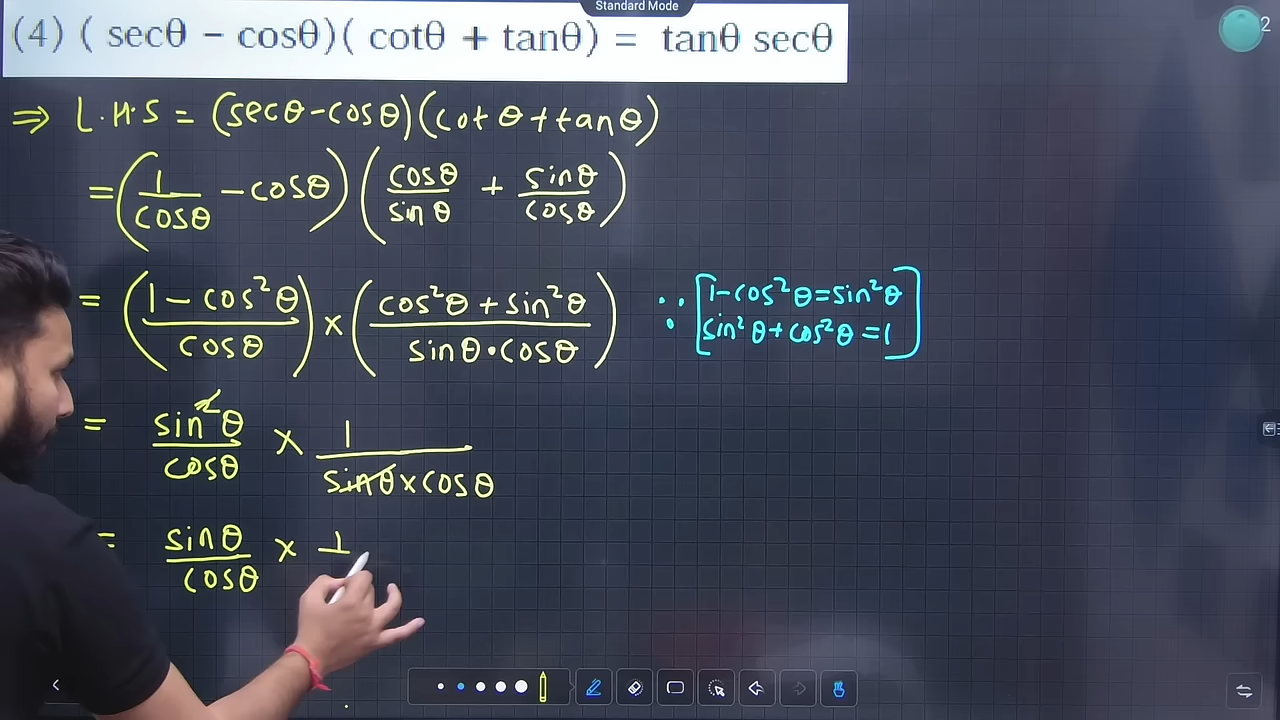 Standard Mode
2
(4) ( secθ − cosθ)( cotθ + tanθ) = tanθ secθ
⇒ L.H.S = (secθ-cosθ)(cotθ+tanθ)
= (1/cosθ - cosθ) (cosθ/sinθ + sinθ/cosθ)
= (1 - cos²θ/cosθ) × (cos²θ + sin²θ/sinθ·cosθ) ∵ [1-cos²θ=sin²θ
sin²θ+cos²θ=1]
= sin²θ/cosθ × 1/sinθ×cosθ
= sinθ/cosθ × 1